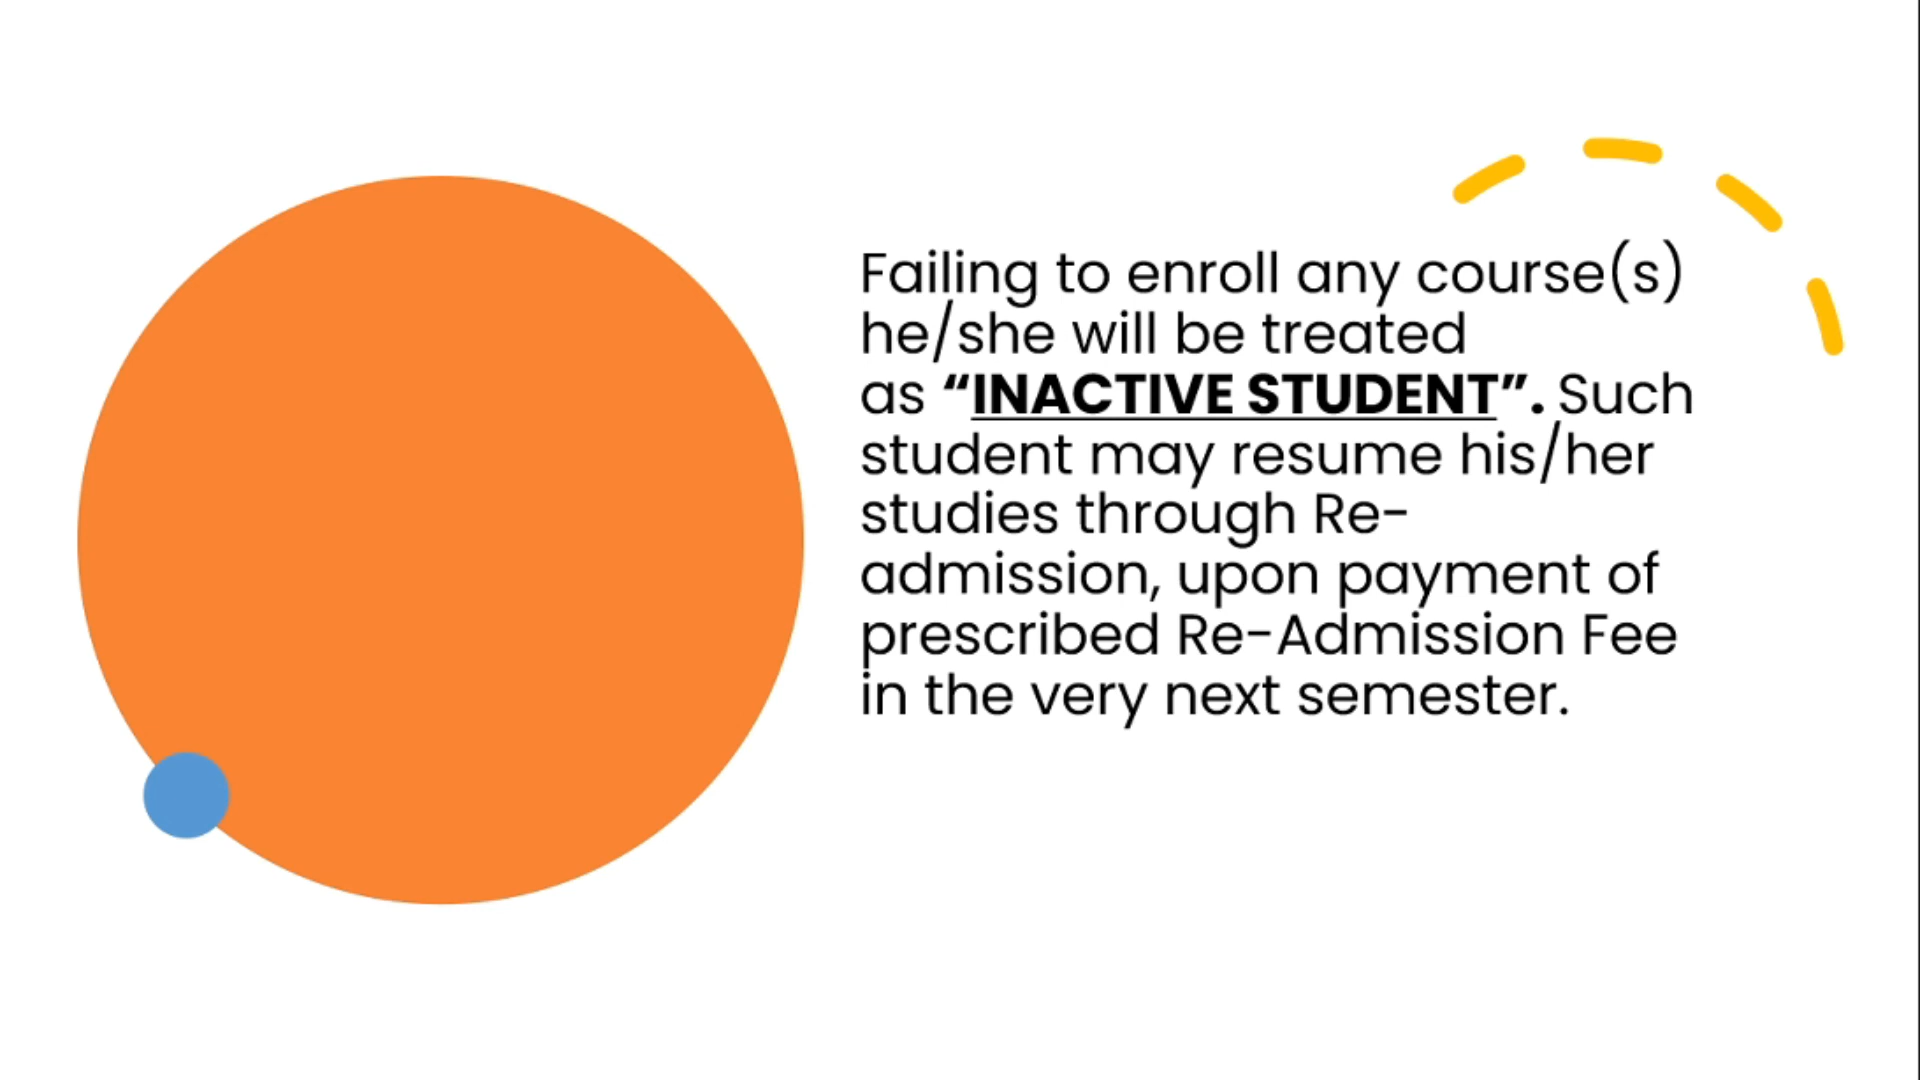 Failing to enroll any course(s)
he/she will be treated
as “INACTIVE STUDENT”. Such
student may resume his/her
studies through Re-
admission, upon payment of
prescribed Re-Admission Fee
in the very next semester.